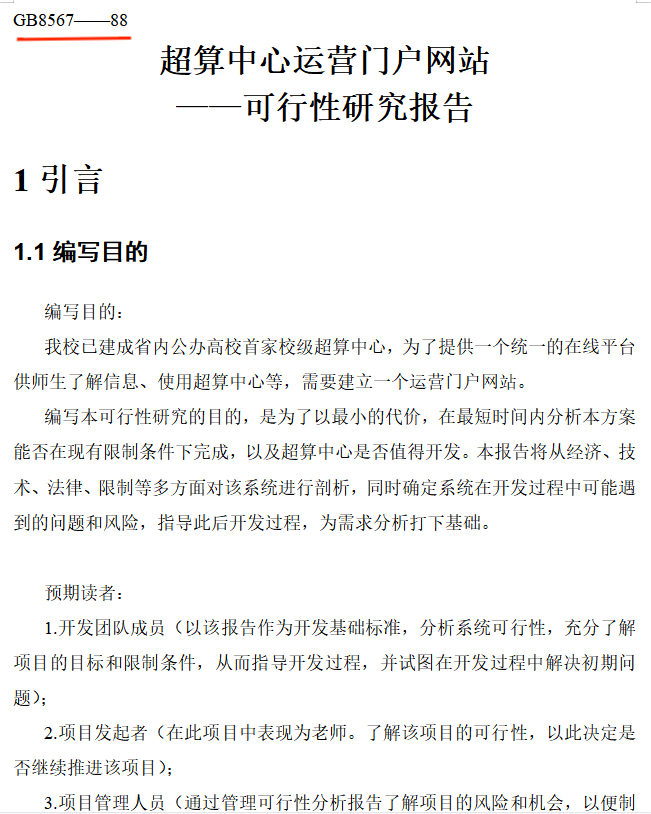 GB8567——88
超算中心运营门户网站
——可行性研究报告
1 引言
1.1 编写目的
编写目的：
我校已建成省内公办高校首家校级超算中心，为了提供一个统一的在线平台
供师生了解信息、使用超算中心等，需要建立一个运营门户网站。
编写本可行性研究的目的，是为了以最小的代价，在最短时间内分析本方案
能否在现有限制条件下完成，以及超算中心是否值得开发。本报告将从经济、技
术、法律、限制等多方面对该系统进行剖析，同时确定系统在开发过程中可能遇
到的问题和风险，指导此后开发过程，为需求分析打下基础。
预期读者：
1.开发团队成员（以该报告作为开发基础标准，分析系统可行性，充分了解
项目的目标和限制条件，从而指导开发过程，并试图在开发过程中解决初期问
题）；
2.项目发起者（在此项目中表现为老师。了解该项目的可行性，以此决定是
否继续推进该项目）；
3.项目管理人员（通过管理可行性分析报告了解项目的风险和机会，以便制